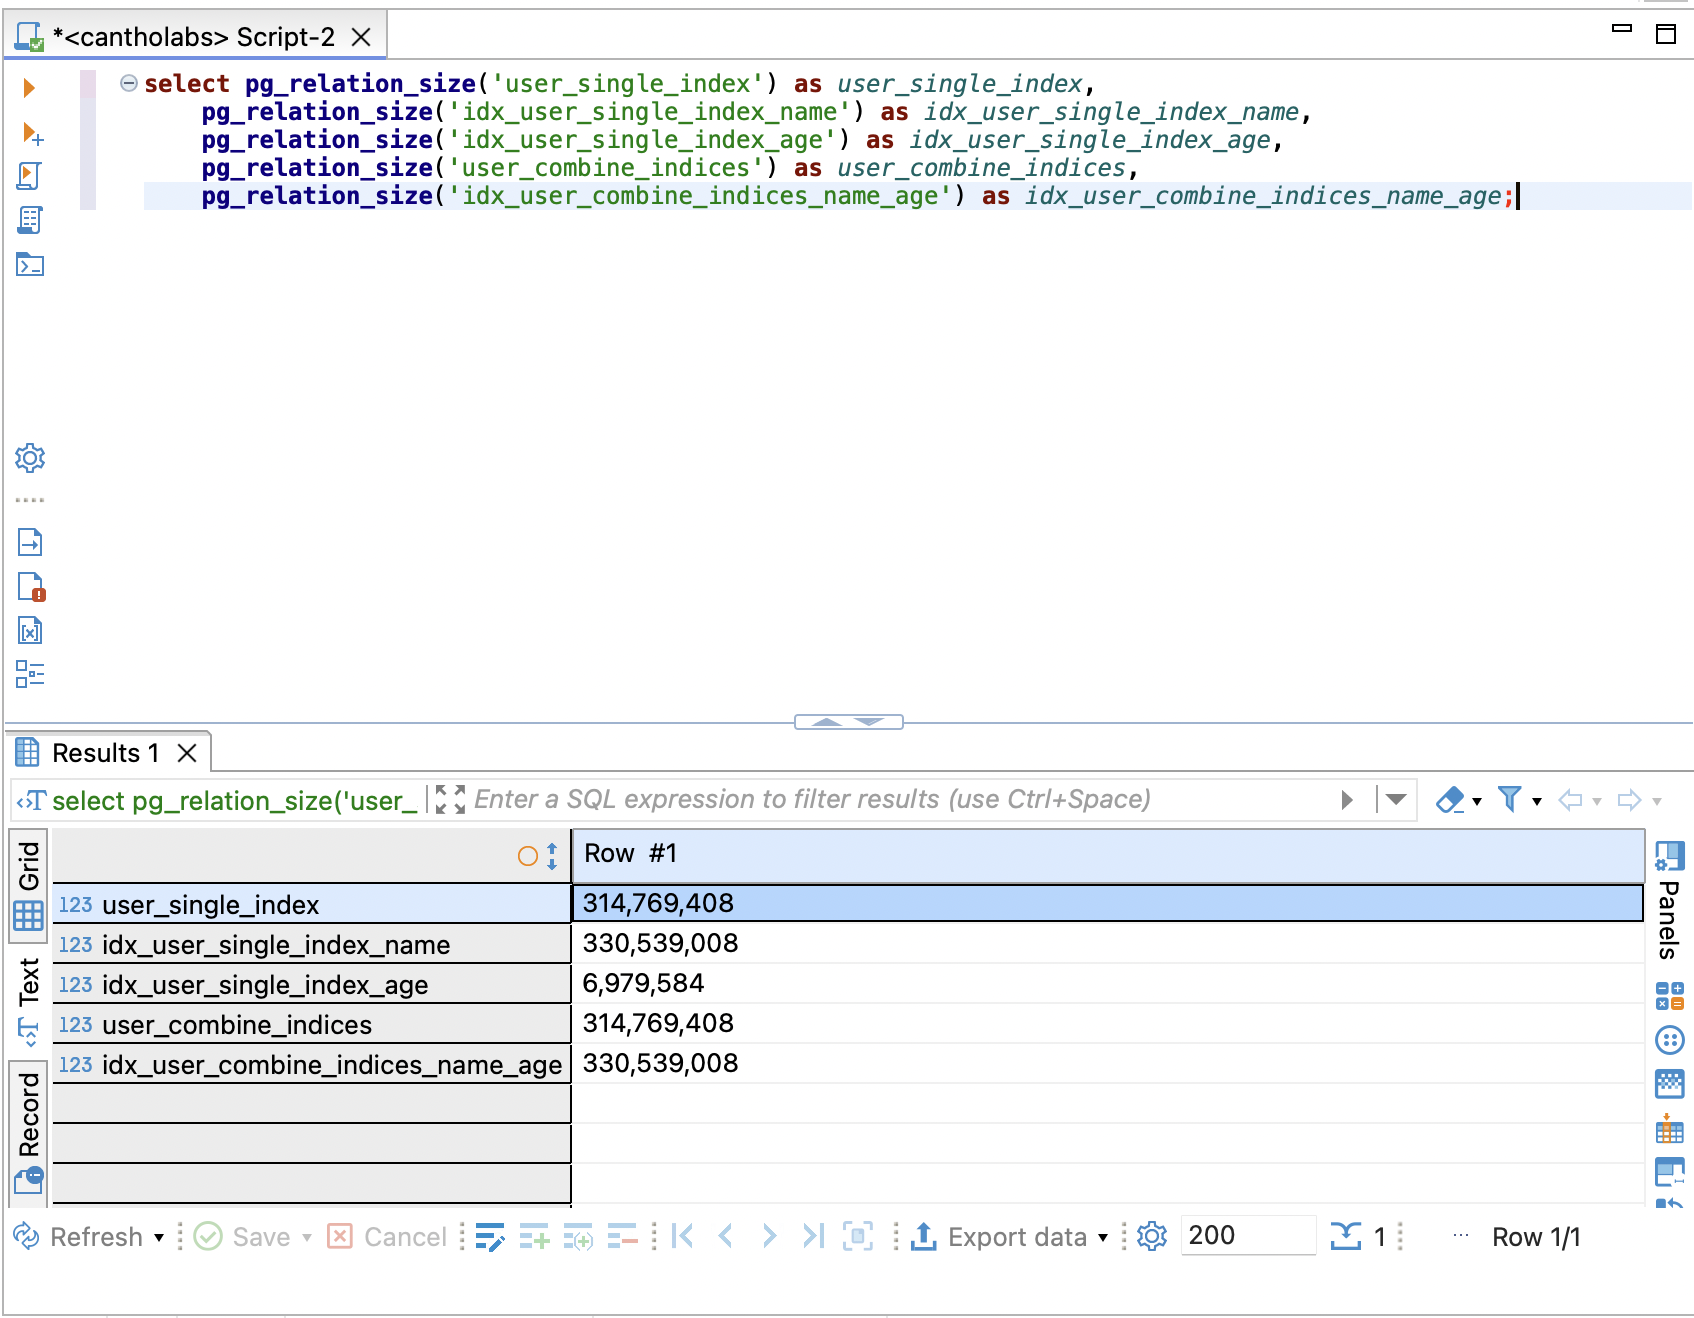 *<cantholabs> Script-2
select pg_relation_size('user_single_index') as user_single_index,
pg_relation_size('idx_user_single_index_name') as idx_user_single_index_name,
pg_relation_size('idx_user_single_index_age') as idx_user_single_index_age,
pg_relation_size('user_combine_indices') as user_combine_indices,
pg_relation_size('idx_user_combine_indices_name_age') as idx_user_combine_indices_name_age;
Results 1
select pg_relation_size('user_
Enter a SQL expression to filter results (use Ctrl+Space)
Grid
Text
Record
Row #1
123 user_single_index 314,769,408
123 idx_user_single_index_name 330,539,008
123 idx_user_single_index_age 6,979,584
123 user_combine_indices 314,769,408
123 idx_user_combine_indices_name_age 330,539,008
Panels
Refresh Save Cancel Export data 200 1 ... Row 1/1